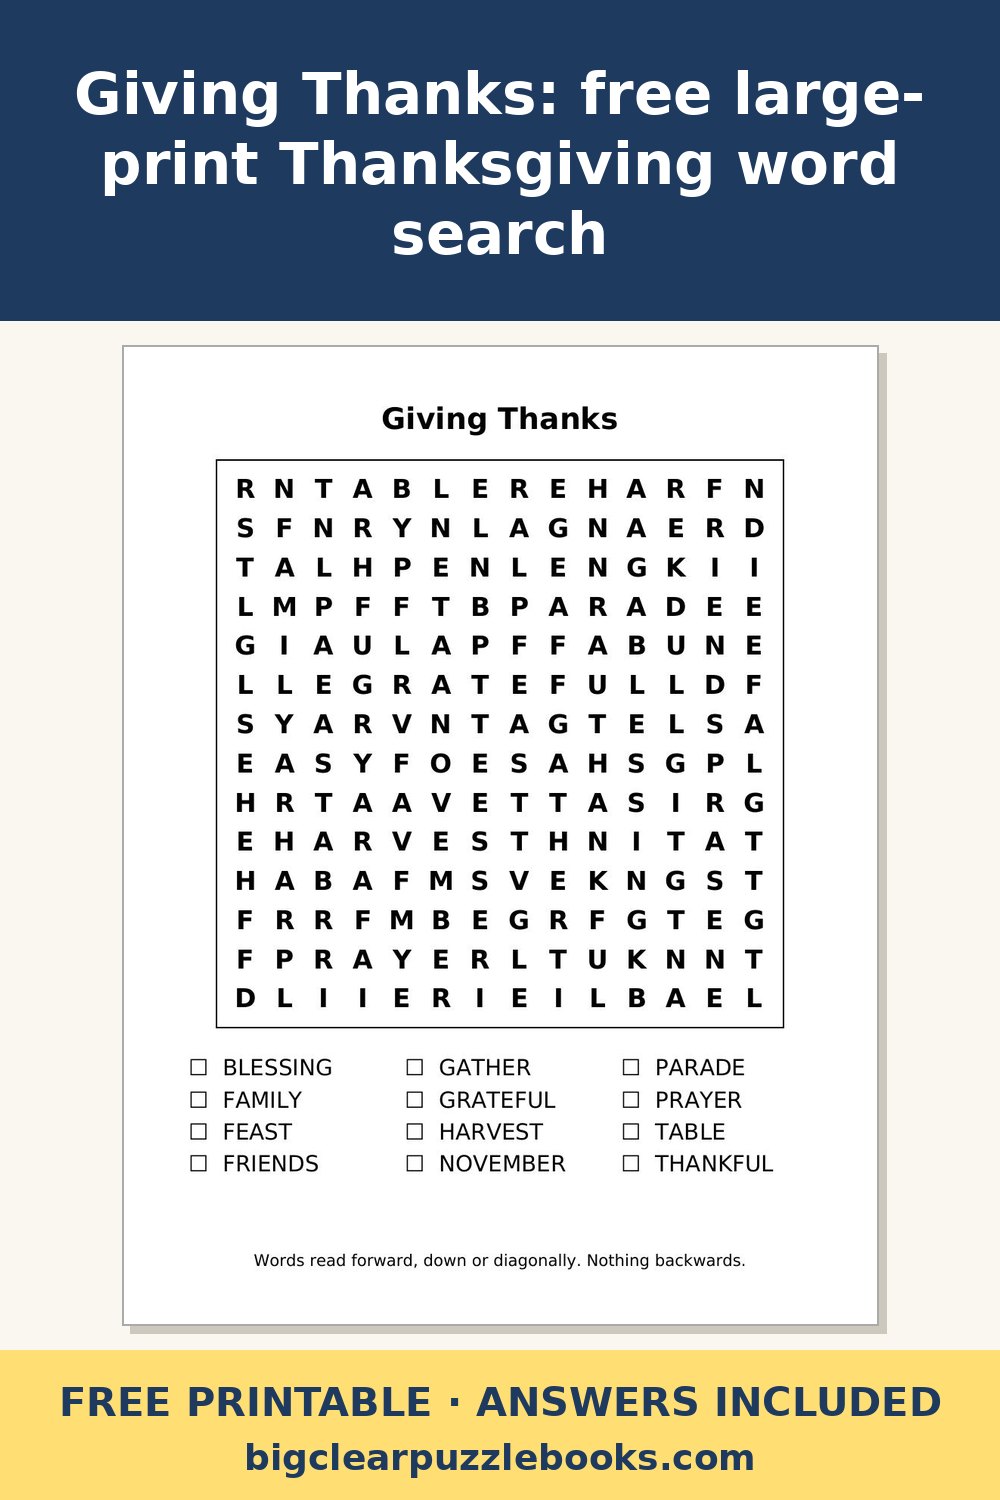 Giving Thanks: free large-
print Thanksgiving word
search
Giving Thanks
R N T A B L E R E H A R F N
S F N R Y N L A G N A E R D
T A L H P E N L E N G K I I
L M P F F T B P A R A D E E
G I A U L A P F F A B U N E
L L E G R A T E F U L L D F
S Y A R V N T A G T E L S A
E A S Y F O E S A H S G P L
H R T A A V E T T A S I R G
E H A R V E S T H N I T A T
H A B A F M S V E K N G S T
F R R F M B E G R F G T E G
F P R A Y E R L T U K N N T
D L I I E R I E I L B A E L
☐ BLESSING ☐ GATHER ☐ PARADE
☐ FAMILY ☐ GRATEFUL ☐ PRAYER
☐ FEAST ☐ HARVEST ☐ TABLE
☐ FRIENDS ☐ NOVEMBER ☐ THANKFUL
Words read forward, down or diagonally. Nothing backwards.
FREE PRINTABLE · ANSWERS INCLUDED
bigclearpuzzlebooks.com